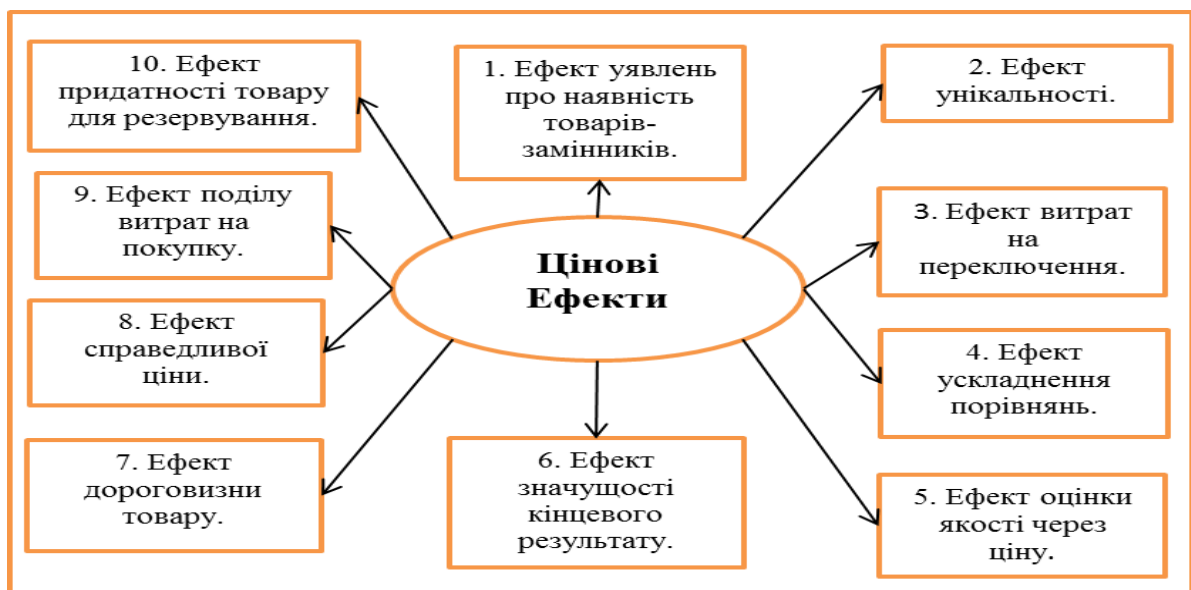 Цінові
Ефекти
1. Ефект уявлень
про наявність
товарів-
замінників.
2. Ефект
унікальності.
3. Ефект витрат
на
переключення.
4. Ефект
ускладнення
порівнянь.
5. Ефект оцінки
якості через
ціну.
6. Ефект
значущості
кінцевого
результату.
7. Ефект
дороговизни
товару.
8. Ефект
справедливої
ціни.
9. Ефект поділу
витрат на
покупку.
10. Ефект
придатності товару
для резервування.